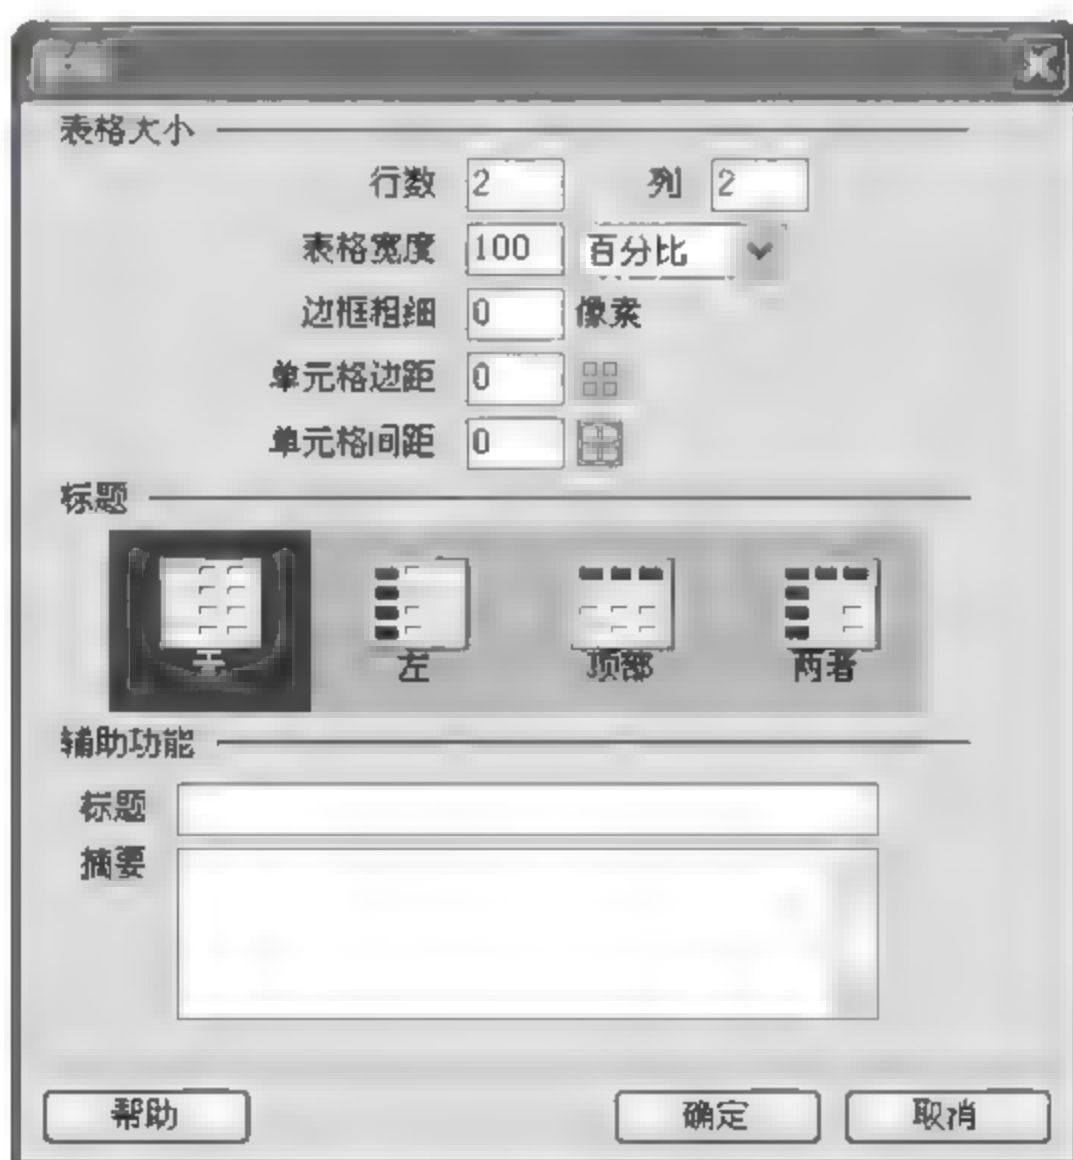 表格大小
行数 2 列 2
表格宽度 100 百分比
边框粗细 0 像素
单元格边距 0
单元格间距 0
标题
无 左 顶部 两者
辅助功能
标题
摘要
帮助 确定 取消